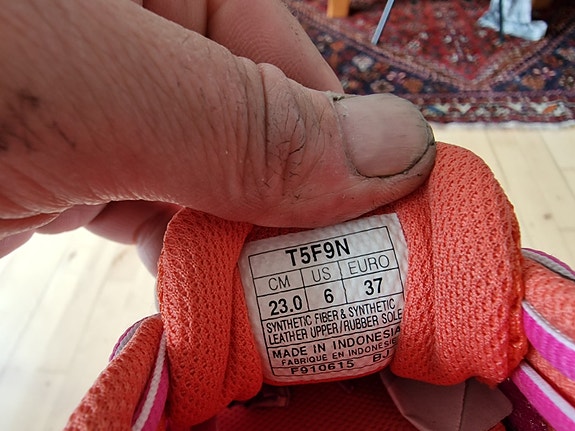 T5F9N
CM US EURO
23.0 6 37
SYNTHETIC FIBER & SYNTHETIC
LEATHER UPPER/RUBBER SOLE
MADE IN INDONESIA
FABRIQUE EN INDONESIE
F910615